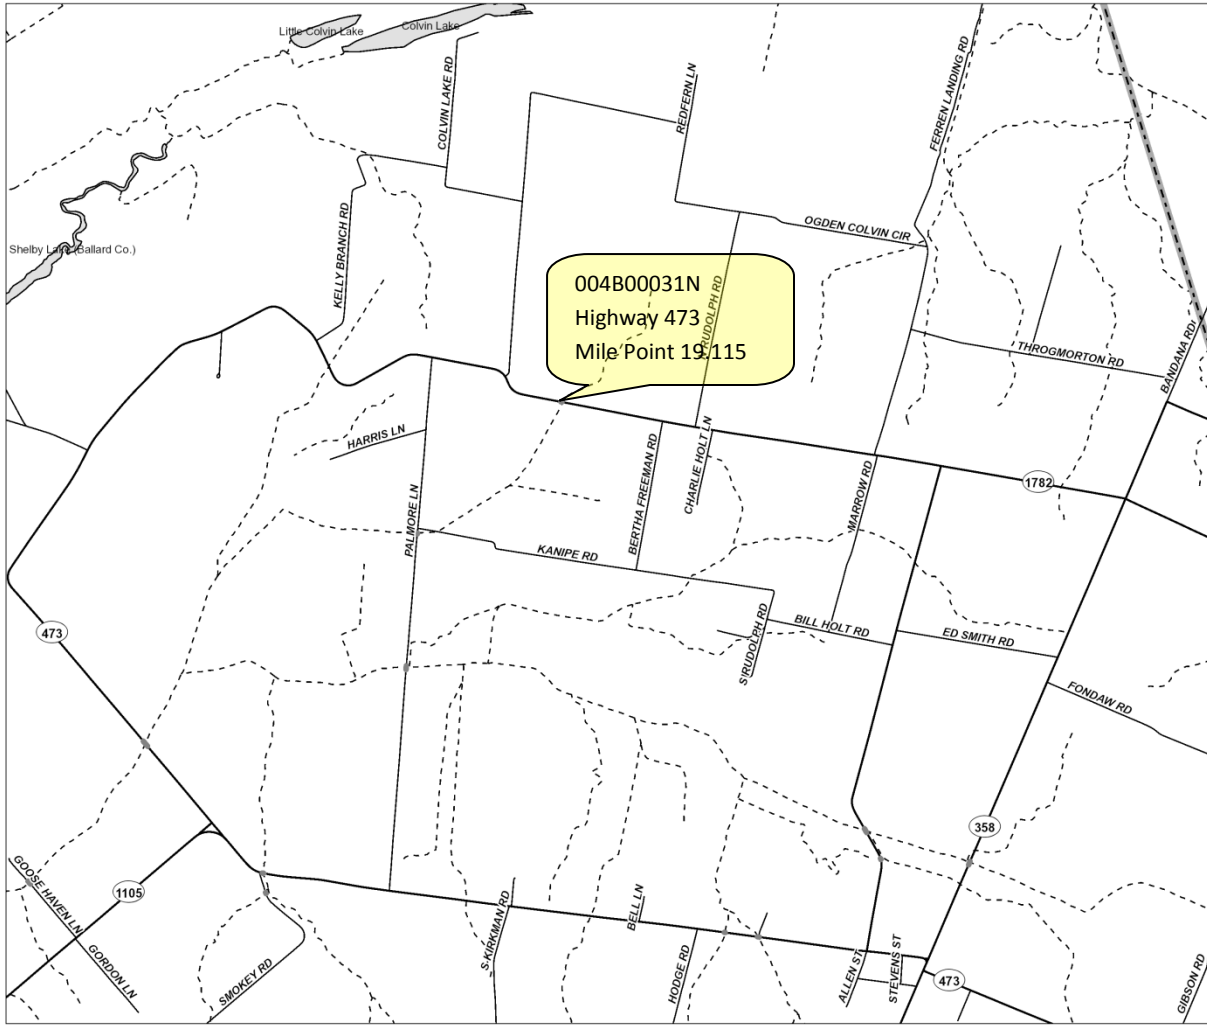 Little Colvin Lake
Colvin Lake
COLVIN LAKE RD
REDFERN LN
FERREN LANDING RD
Shelby Lake (Ballard Co.)
KELLY BRANCH RD
OGDEN COLVIN CIR
RUDOLPH RD
004B00031N
Highway 473
Mile Point 19.115
THROGMORTON RD
BANDANA RD
HARRIS LN
PALMORE LN
BERTHA FREEMAN RD
CHARLIE HOLT LN
MARROW RD
1782
KANIPE RD
S RUDOLPH RD
BILL HOLT RD
ED SMITH RD
473
FONDAW RD
358
GOOSE HAVEN LN
1105
GORDON LN
SMOKEY RD
S KIRKMAN RD
BELL LN
HODGE RD
ALLEN ST
STEVENS ST
473
GIBSON RD